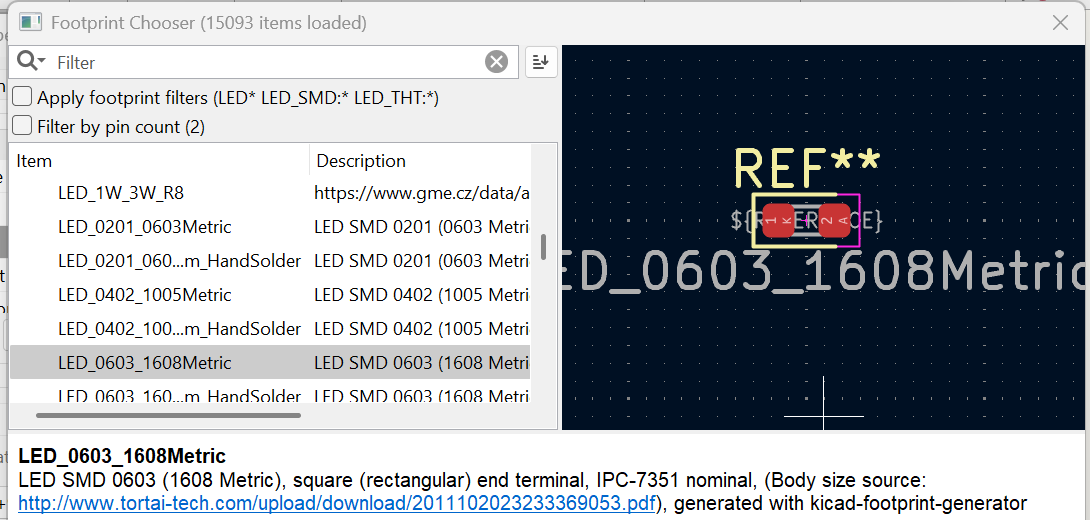 Footprint Chooser (15093 items loaded)
Filter
Apply footprint filters (LED* LED_SMD:* LED_THT:*)
Filter by pin count (2)
Item Description
LED_1W_3W_R8 https://www.gme.cz/data/a
LED_0201_0603Metric LED SMD 0201 (0603 Metri
LED_0201_060...m_HandSolder LED SMD 0201 (0603 Metri
LED_0402_1005Metric LED SMD 0402 (1005 Metri
LED_0402_100...m_HandSolder LED SMD 0402 (1005 Metri
LED_0603_1608Metric LED SMD 0603 (1608 Metri
LED_0603_160...m_HandSolder LED SMD 0603 (1608 Metri
REF**
1 K 2 A
ED_0603_1608Metric
LED_0603_1608Metric
LED SMD 0603 (1608 Metric), square (rectangular) end terminal, IPC-7351 nominal, (Body size source:
http://www.tortai-tech.com/upload/download/2011102023233369053.pdf), generated with kicad-footprint-generator